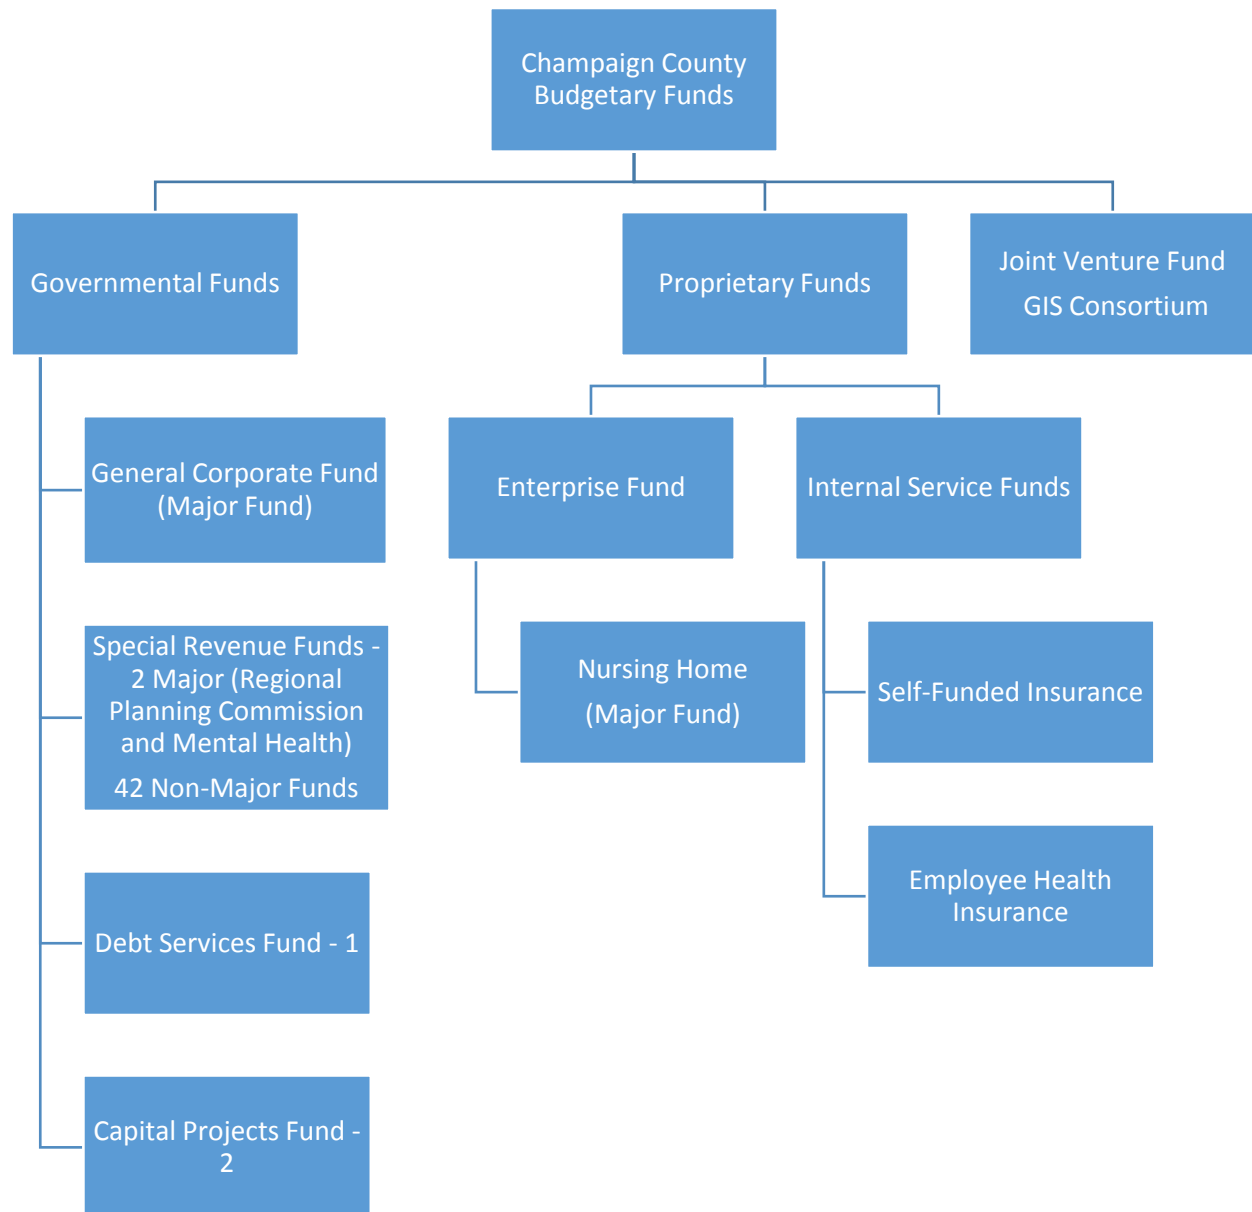 Champaign County
Budgetary Funds
Governmental Funds
Proprietary Funds
Joint Venture Fund
GIS Consortium
General Corporate Fund
(Major Fund)
Enterprise Fund
Internal Service Funds
Special Revenue Funds -
2 Major (Regional
Planning Commission
and Mental Health)
42 Non-Major Funds
Nursing Home
(Major Fund)
Self-Funded Insurance
Debt Services Fund - 1
Employee Health
Insurance
Capital Projects Fund -
2